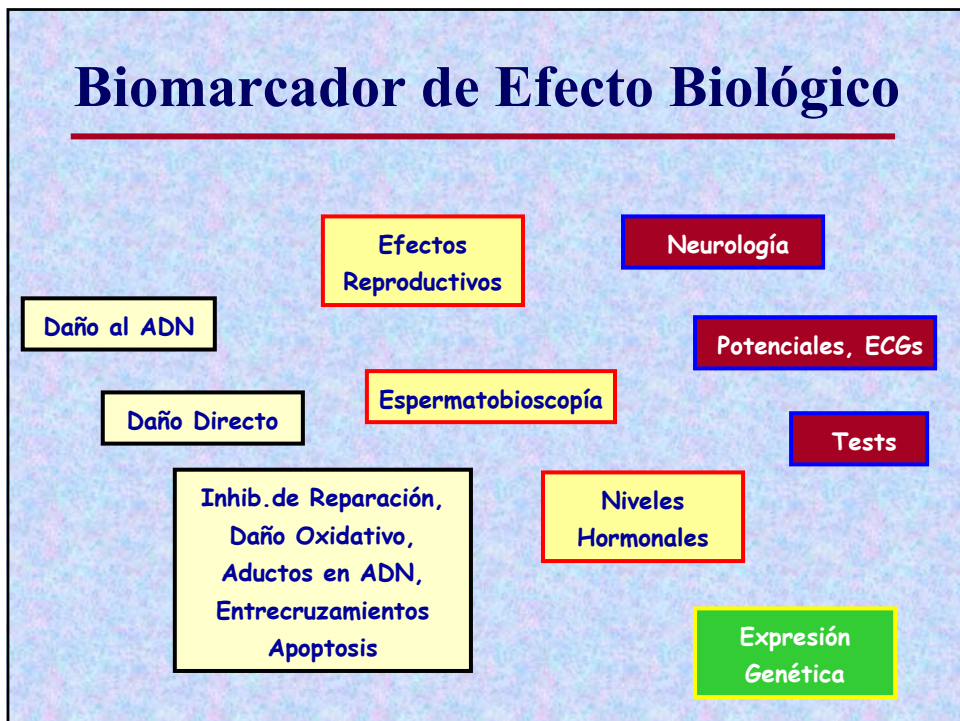 Biomarcador de Efecto Biológico
Efectos
Reproductivos
Neurología
Daño al ADN
Potenciales, ECGs
Espermatobioscopía
Daño Directo
Tests
Inhib.de Reparación,
Daño Oxidativo,
Aductos en ADN,
Entrecruzamientos
Apoptosis
Niveles
Hormonales
Expresión
Genética